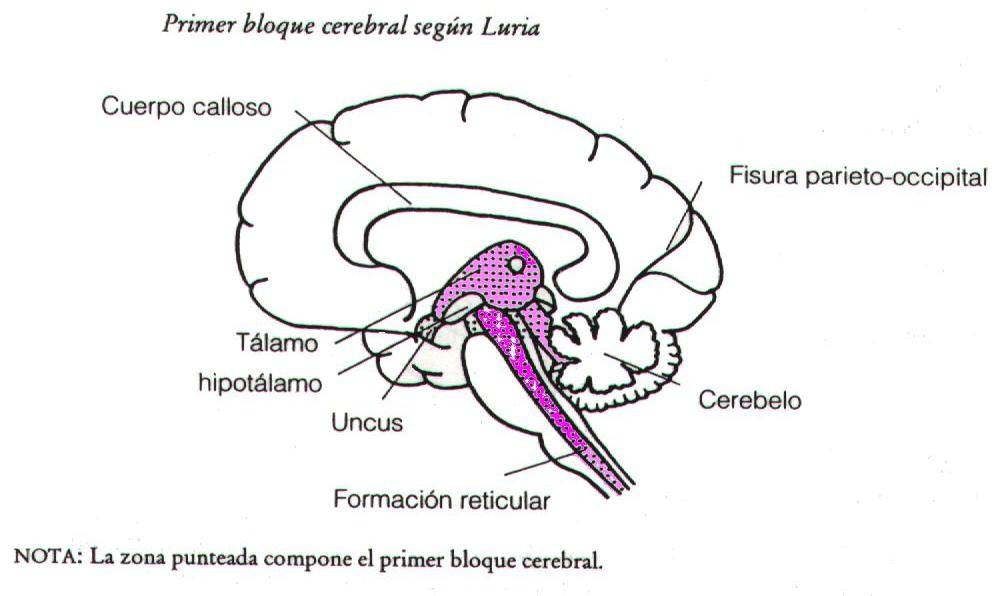 Primer bloque cerebral según Luria
Cuerpo calloso
Fisura parieto-occipital
Tálamo
hipotálamo
Uncus
Cerebelo
Formación reticular
NOTA: La zona punteada compone el primer bloque cerebral.